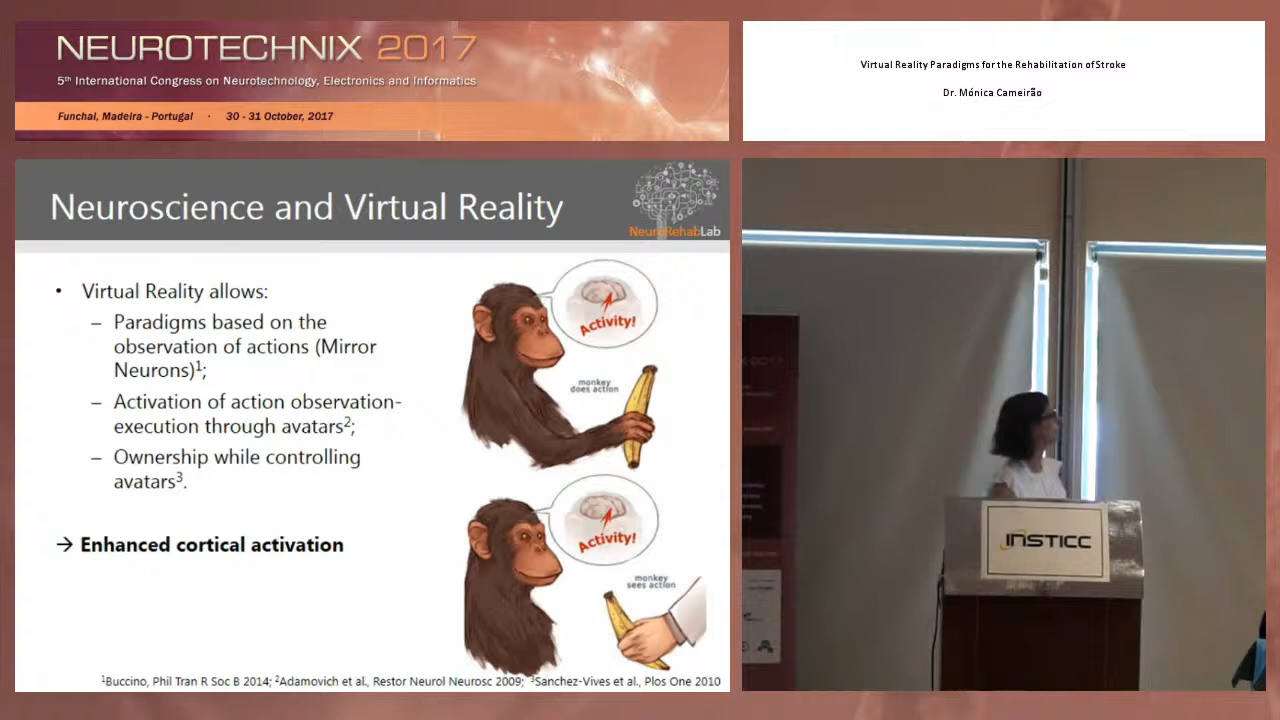 NEUROTECHNIX 2017
5th International Congress on Neurotechnology, Electronics and Informatics
Funchal, Madeira - Portugal · 30 - 31 October, 2017
Virtual Reality Paradigms for the Rehabilitation of Stroke
Dr. Mónica Cameirão
Neuroscience and Virtual Reality
NeuroRehabLab
• Virtual Reality allows:
– Paradigms based on the
observation of actions (Mirror
Neurons)¹;
– Activation of action observation-
execution through avatars²;
– Ownership while controlling
avatars³.
→ Enhanced cortical activation
Activity!
monkey
does action
Activity!
monkey
sees action
¹Buccino, Phil Tran R Soc B 2014; ²Adamovich et al., Restor Neurol Neurosc 2009; ³Sanchez-Vives et al., Plos One 2010
INSTICC